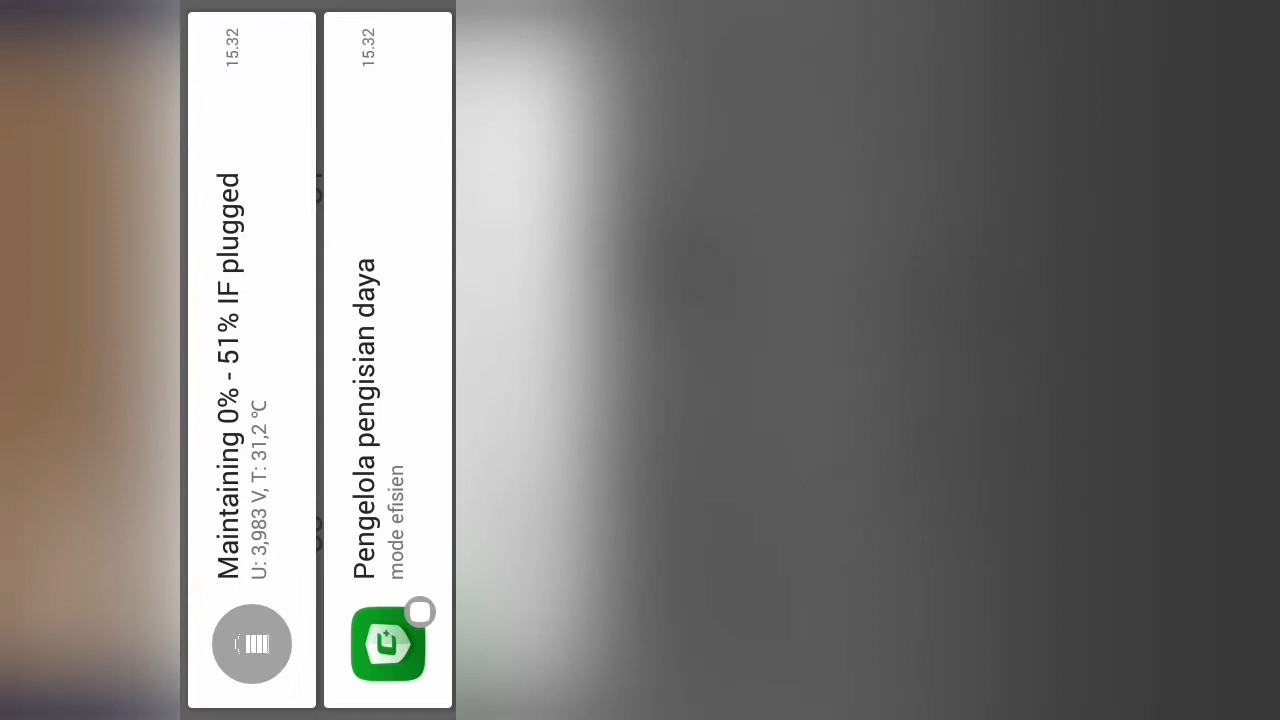 Maintaining 0% - 51% IF plugged
15.32
U: 3,983 V, T: 31,2 ℃
Pengelola pengisian daya
15.32
mode efisien